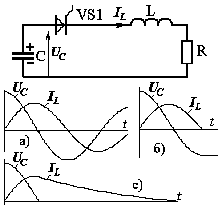 VS1 I_L L
C U_C R
U_C I_L t а)
U_C I_L t б)
U_C I_L t с)